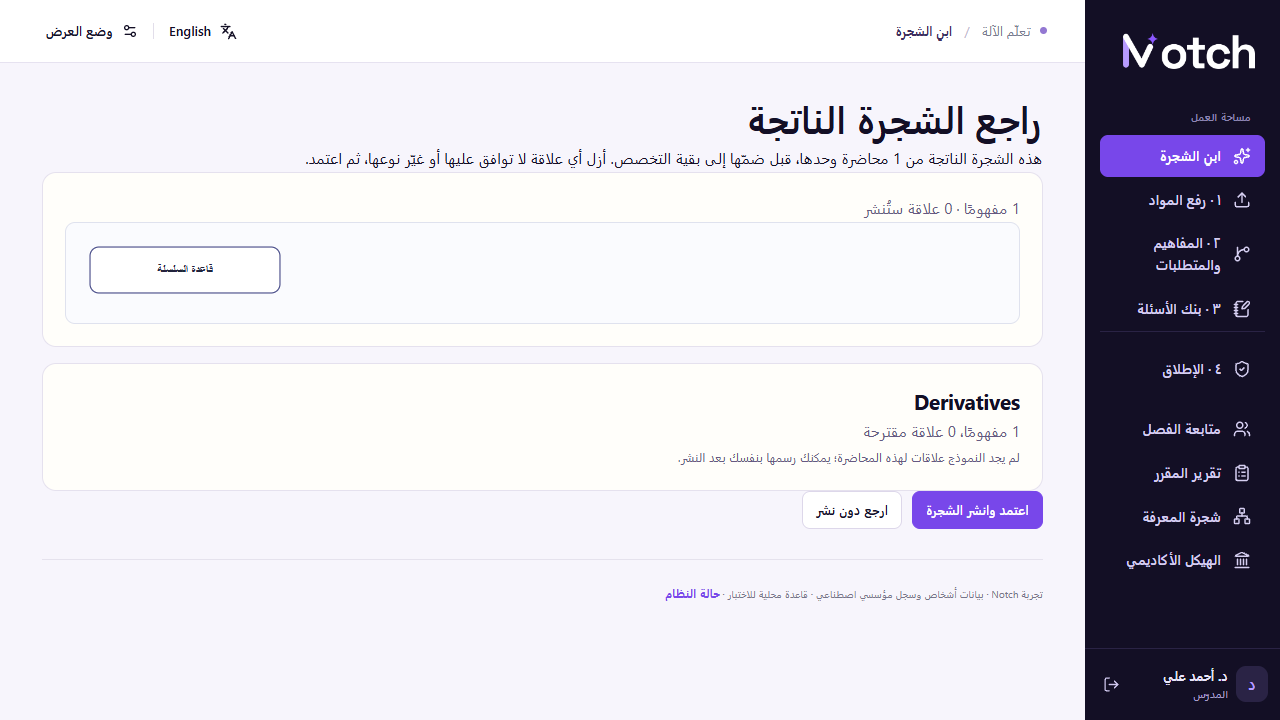 Notch
مساحة العمل
ابنِ الشجرة
٠١ رفع المواد
٠٢ المفاهيم
والمتطلبات
٠٣ بنك الأسئلة
٠٤ الإطلاق
متابعة الفصل
تقرير المقرر
شجرة المعرفة
الهيكل الأكاديمي
د
د. أحمد علي
المدرس
تعلّم الآلة / ابنِ الشجرة
English
وضع العرض
راجع الشجرة الناتجة
هذه الشجرة الناتجة من 1 محاضرة وحدها، قبل ضمّها إلى بقية التخصص. أزل أي علاقة لا توافق عليها أو غيّر نوعها، ثم اعتمد.
1 مفهومًا · 0 علاقة ستُنشر
قاعدة السلسلة
Derivatives
1 مفهومًا، 0 علاقة مقترحة
لم يجد النموذج علاقات لهذه المحاضرة؛ يمكنك رسمها بنفسك بعد النشر.
اعتمد وانشر الشجرة
ارجع دون نشر
تجربة Notch · بيانات أشخاص وسجل مؤسسي اصطناعي · قاعدة محلية للاختبار · حالة النظام